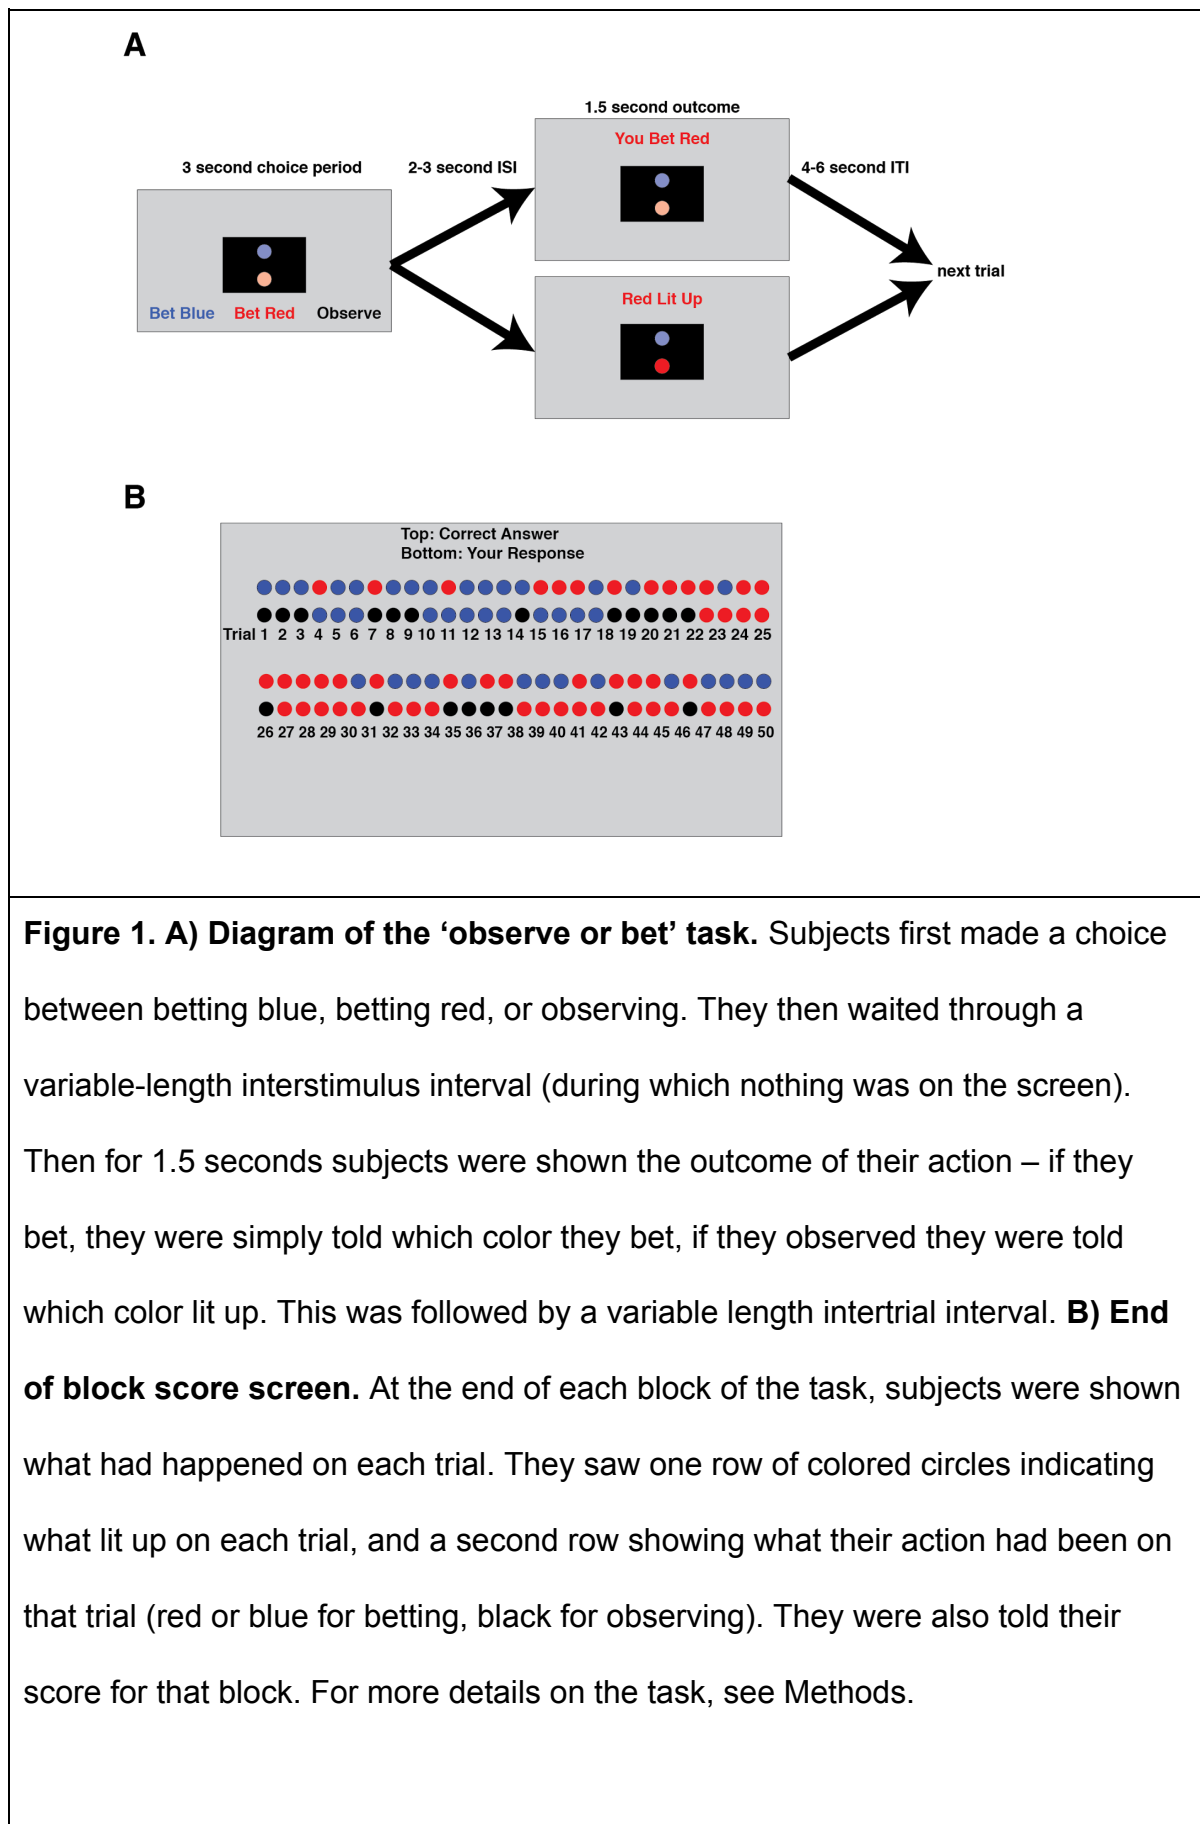 A
1.5 second outcome
You Bet Red
3 second choice period
2-3 second ISI
4-6 second ITI
next trial
Bet Blue Bet Red Observe
Red Lit Up
B
Top: Correct Answer
Bottom: Your Response
Trial 1 2 3 4 5 6 7 8 9 10 11 12 13 14 15 16 17 18 19 20 21 22 23 24 25
26 27 28 29 30 31 32 33 34 35 36 37 38 39 40 41 42 43 44 45 46 47 48 49 50
Figure 1. A) Diagram of the ‘observe or bet’ task. Subjects first made a choice
between betting blue, betting red, or observing. They then waited through a
variable-length interstimulus interval (during which nothing was on the screen).
Then for 1.5 seconds subjects were shown the outcome of their action – if they
bet, they were simply told which color they bet, if they observed they were told
which color lit up. This was followed by a variable length intertrial interval. B) End
of block score screen. At the end of each block of the task, subjects were shown
what had happened on each trial. They saw one row of colored circles indicating
what lit up on each trial, and a second row showing what their action had been on
that trial (red or blue for betting, black for observing). They were also told their
score for that block. For more details on the task, see Methods.